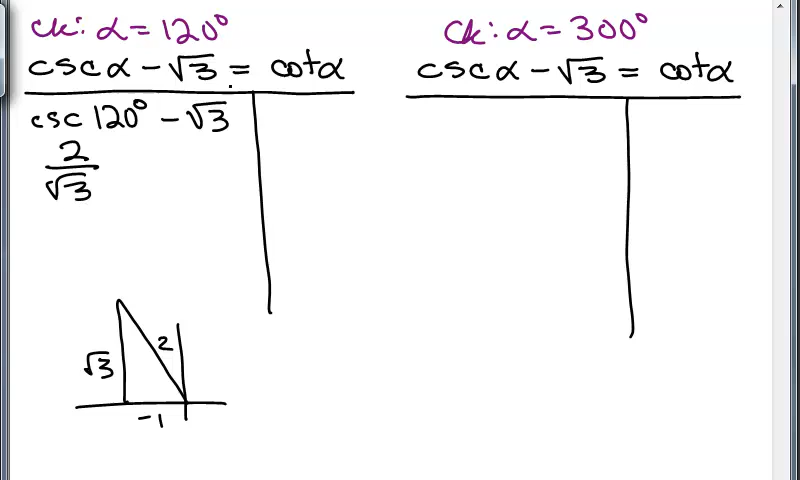 ck: α = 120°
csc α - √3 = cot α
csc 120° - √3
2
√3
√3
2
-1
ck: α = 300°
csc α - √3 = cot α